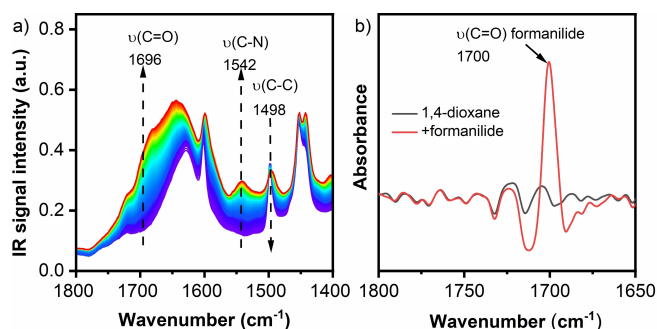 a)
υ(C=O)
1696
υ(C-N)
1542
υ(C-C)
1498
IR signal intensity (a.u.)
0.8
0.6
0.4
0.2
0.0
1800 1700 1600 1500 1400
Wavenumber (cm⁻¹)
b)
υ(C=O) formanilide
1700
1,4-dioxane
+formanilide
Absorbance
1800 1750 1700 1650
Wavenumber (cm⁻¹)